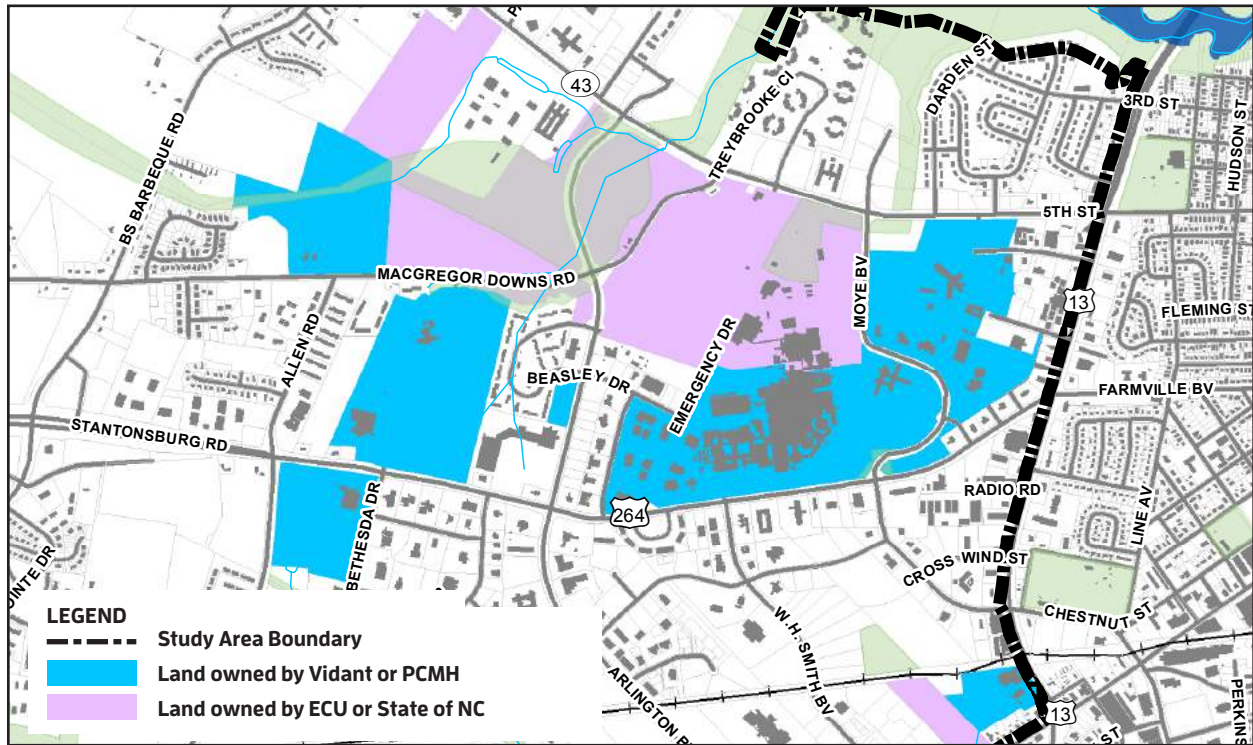 43
DARDEN ST
3RD ST
HUDSON ST
TREYBROOKE CI
BS BARBEQUE RD
5TH ST
MACGREGOR DOWNS RD
MOYE BV
13
FLEMING ST
ALLEN RD
EMERGENCY DR
BEASLEY DR
FARMVILLE BV
STANTONSBURG RD
RADIO RD
LINE AV
264
BETHESDA DR
CROSS WIND ST
CHESTNUT ST
W.H. SMITH BV
ARLINGTON
PERKINS
13
ST
LEGEND
Study Area Boundary
Land owned by Vidant or PCMH
Land owned by ECU or State of NC